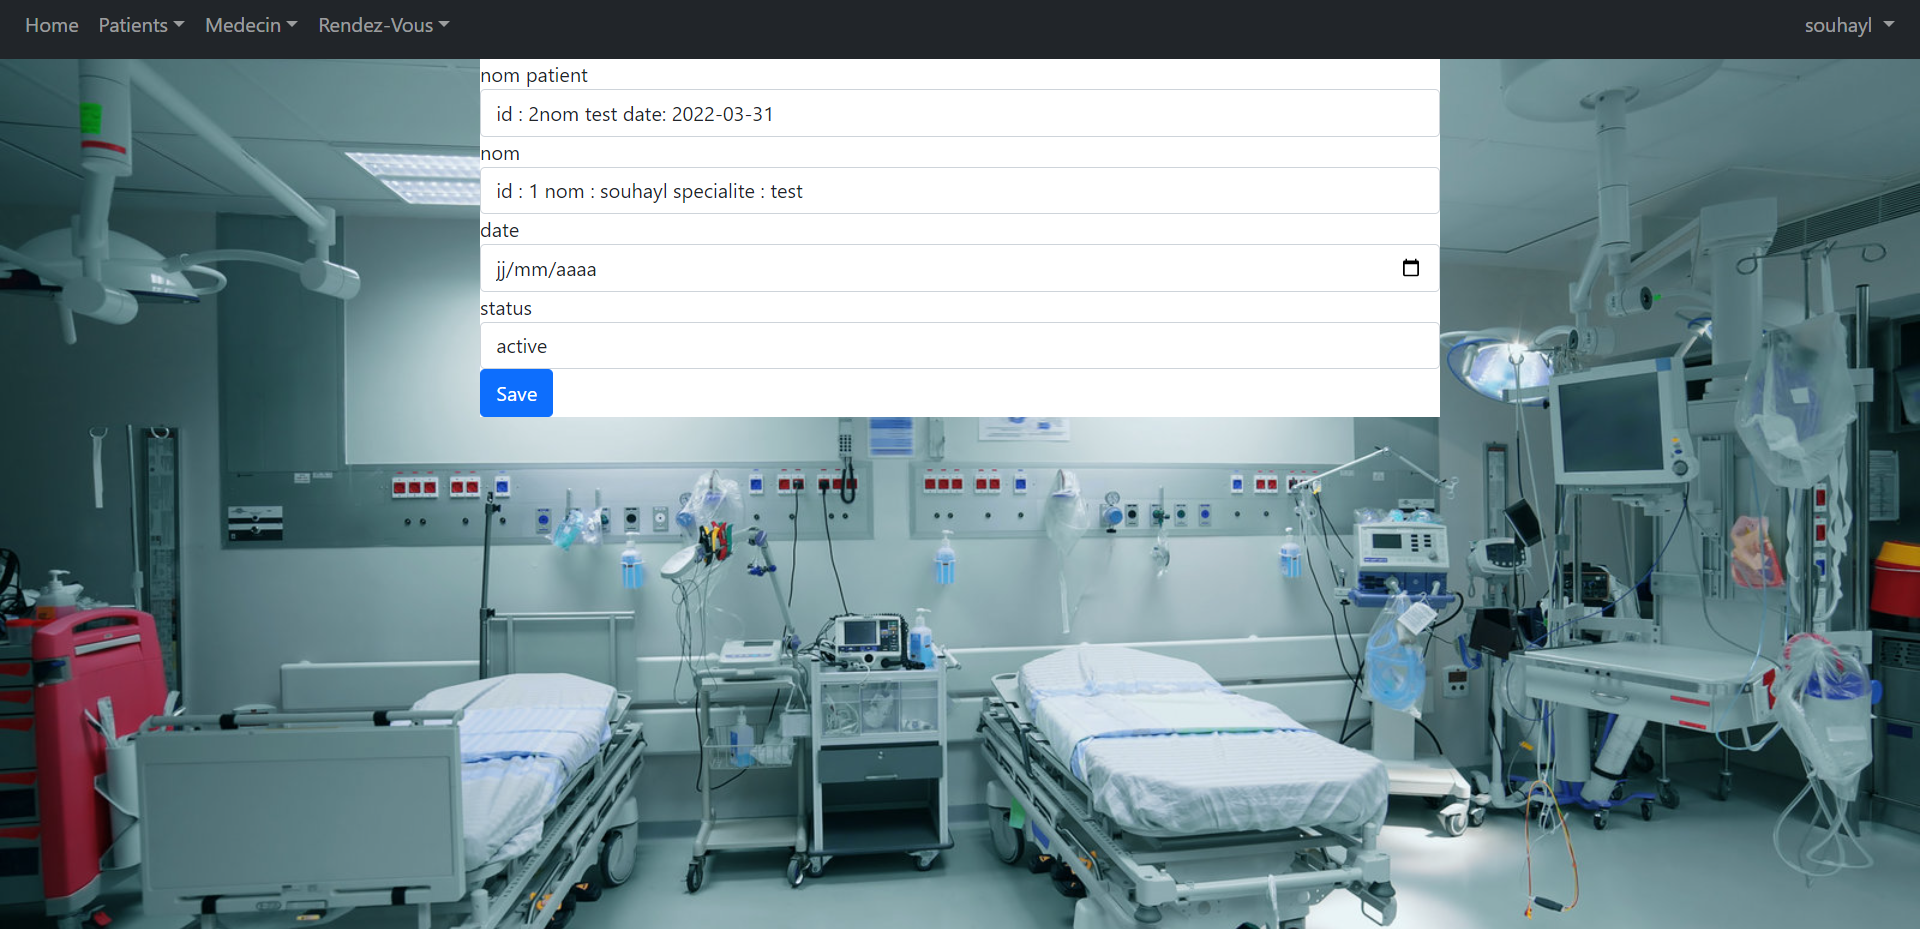 Home Patients Medecin Rendez-Vous souhayl
nom patient
id : 2nom test date: 2022-03-31
nom
id : 1 nom : souhayl specialite : test
date
jj/mm/aaaa
status
active
Save